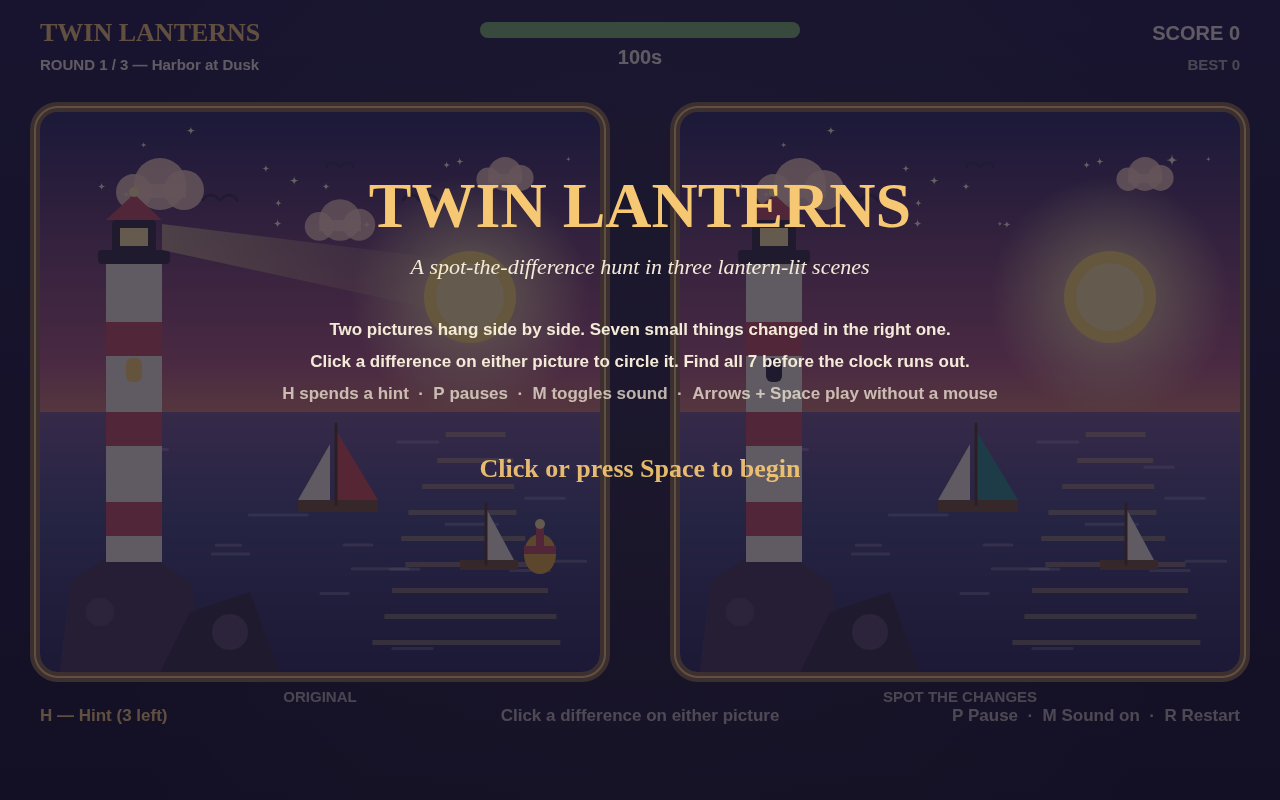 TWIN LANTERNS
ROUND 1 / 3 — Harbor at Dusk
100s
SCORE 0
BEST 0
TWIN LANTERNS
A spot-the-difference hunt in three lantern-lit scenes
Two pictures hang side by side. Seven small things changed in the right one.
Click a difference on either picture to circle it. Find all 7 before the clock runs out.
H spends a hint · P pauses · M toggles sound · Arrows + Space play without a mouse
Click or press Space to begin
ORIGINAL
SPOT THE CHANGES
H — Hint (3 left)
Click a difference on either picture
P Pause · M Sound on · R Restart